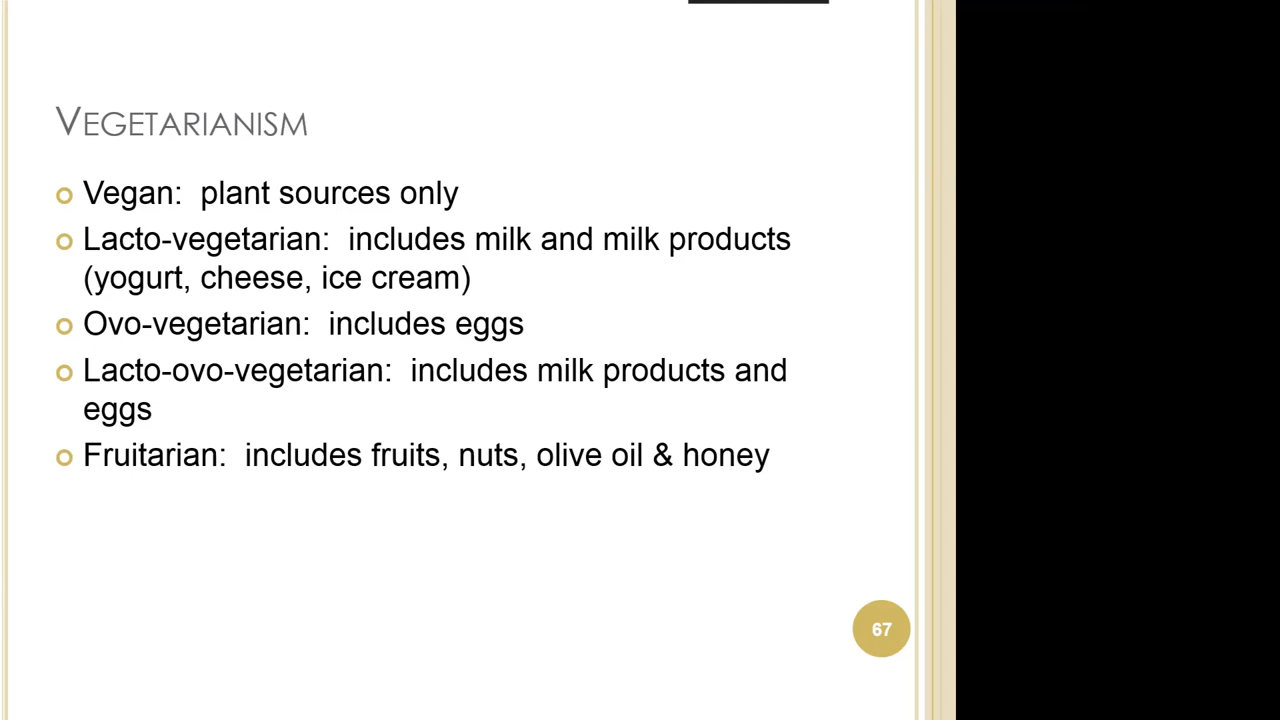 VEGETARIANISM
Vegan: plant sources only
Lacto-vegetarian: includes milk and milk products
(yogurt, cheese, ice cream)
Ovo-vegetarian: includes eggs
Lacto-ovo-vegetarian: includes milk products and
eggs
Fruitarian: includes fruits, nuts, olive oil & honey
67